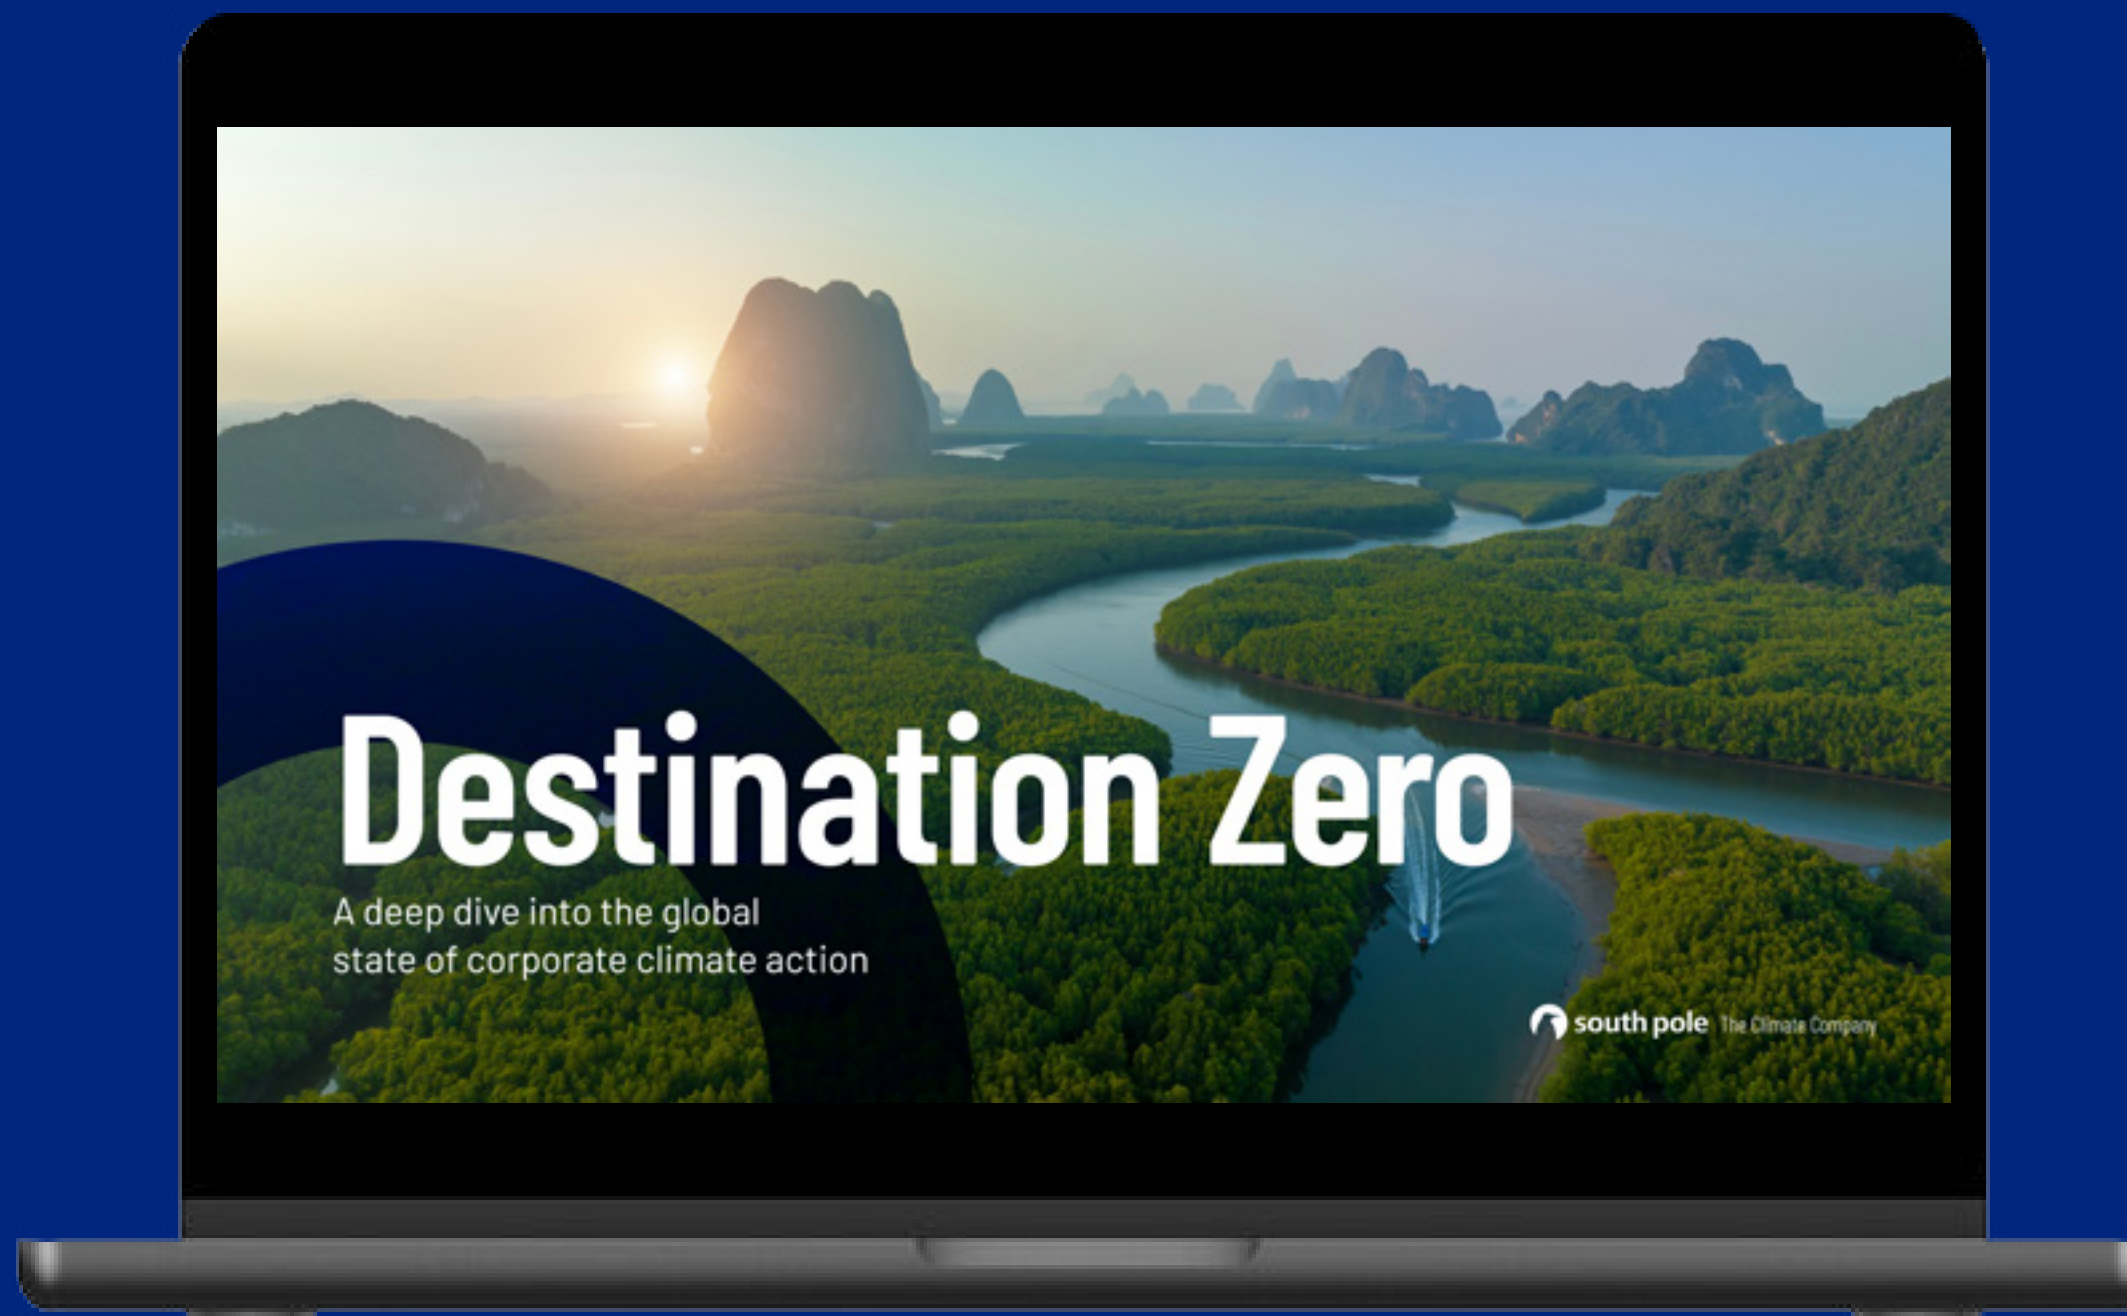 Destination Zero
A deep dive into the global
state of corporate climate action
south pole The Climate Company